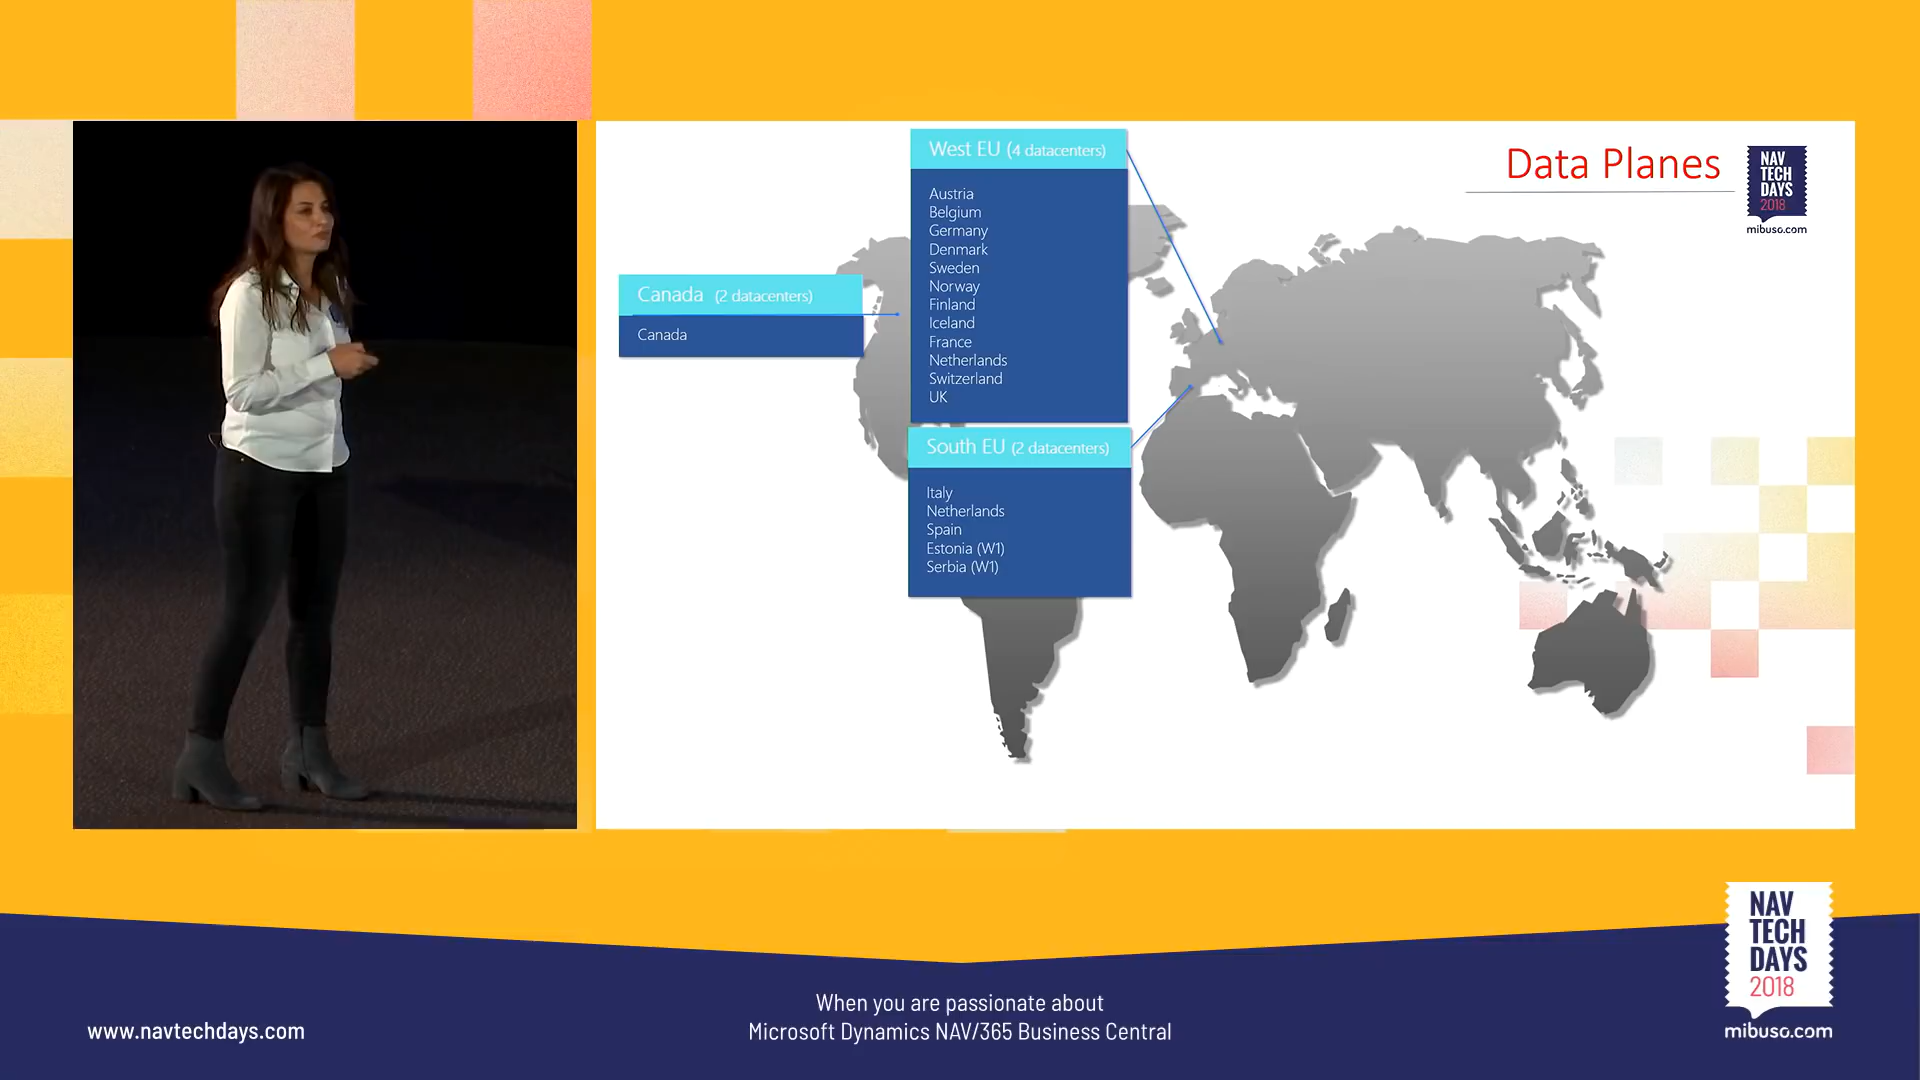 West EU (4 datacenters)
Austria
Belgium
Germany
Denmark
Sweden
Norway
Finland
Iceland
France
Netherlands
Switzerland
UK
Canada (2 datacenters)
Canada
South EU (2 datacenters)
Italy
Netherlands
Spain
Estonia (W1)
Serbia (W1)
Data Planes
NAV
TECH
DAYS
2018
mibuso.com
www.navtechdays.com
When you are passionate about
Microsoft Dynamics NAV/365 Business Central
NAV
TECH
DAYS
2018
mibuso.com